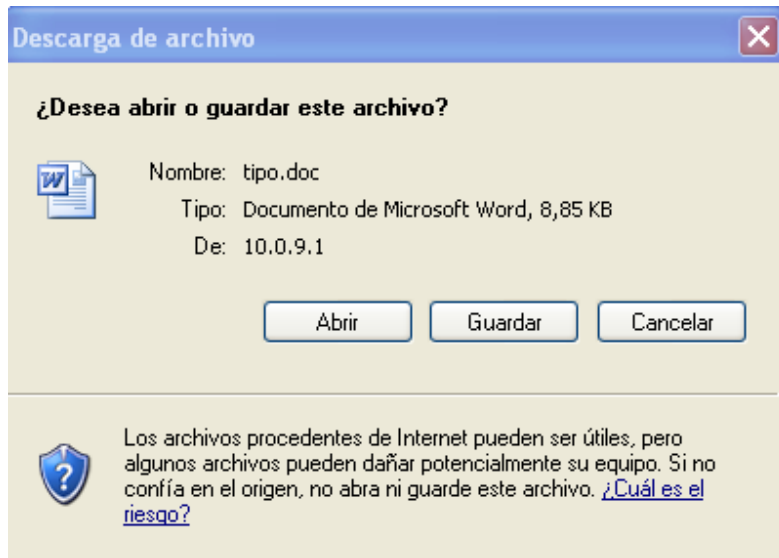 Descarga de archivo
¿Desea abrir o guardar este archivo?
Nombre: tipo.doc
Tipo: Documento de Microsoft Word, 8,85 KB
De: 10.0.9.1
Abrir Guardar Cancelar
Los archivos procedentes de Internet pueden ser útiles, pero
algunos archivos pueden dañar potencialmente su equipo. Si no
confía en el origen, no abra ni guarde este archivo. ¿Cuál es el
riesgo?